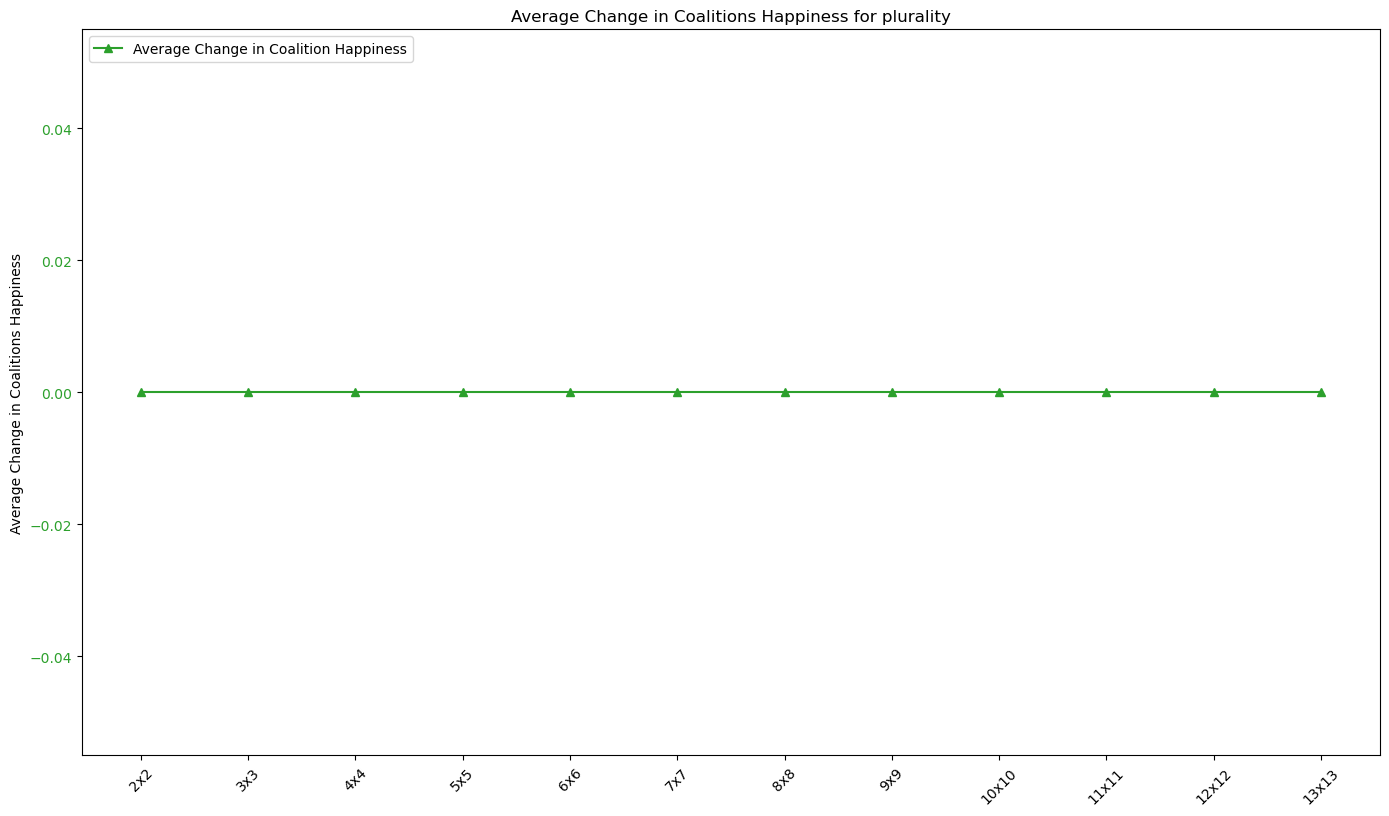 Average Change in Coalitions Happiness for plurality
Average Change in Coalition Happiness
Average Change in Coalitions Happiness
0.04
0.02
0.00
−0.02
−0.04
2x2
3x3
4x4
5x5
6x6
7x7
8x8
9x9
10x10
11x11
12x12
13x13